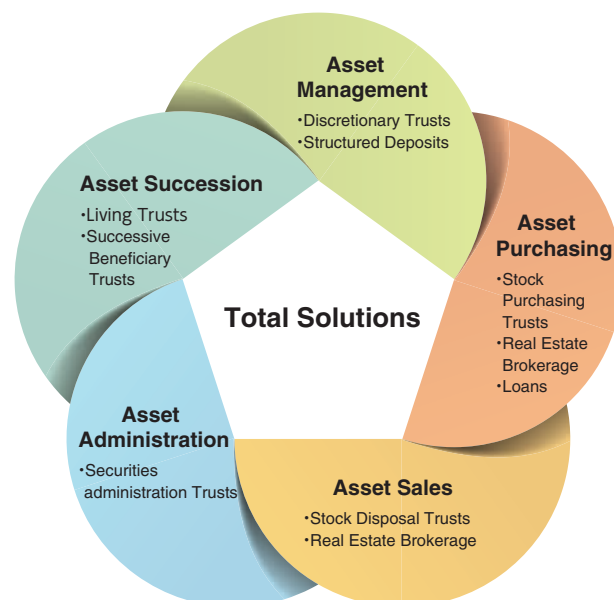 Asset
Management
•Discretionary Trusts
•Structured Deposits
Asset Succession
•Living Trusts
•Successive
Beneficiary
Trusts
Asset
Purchasing
•Stock
Purchasing
Trusts
•Real Estate
Brokerage
•Loans
Total Solutions
Asset
Administration
•Securities
administration Trusts
Asset Sales
•Stock Disposal Trusts
•Real Estate Brokerage